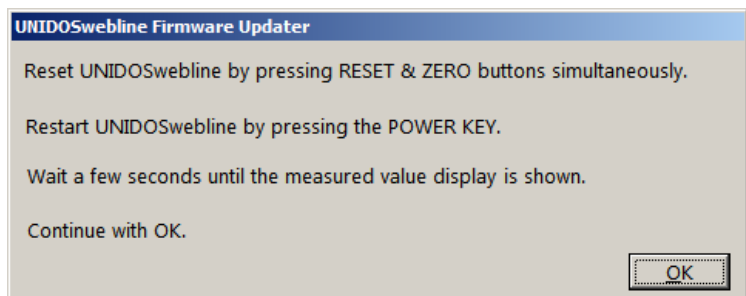 UNIDOSwebline Firmware Updater
Reset UNIDOSwebline by pressing RESET & ZERO buttons simultaneously.
Restart UNIDOSwebline by pressing the POWER KEY.
Wait a few seconds until the measured value display is shown.
Continue with OK.
OK